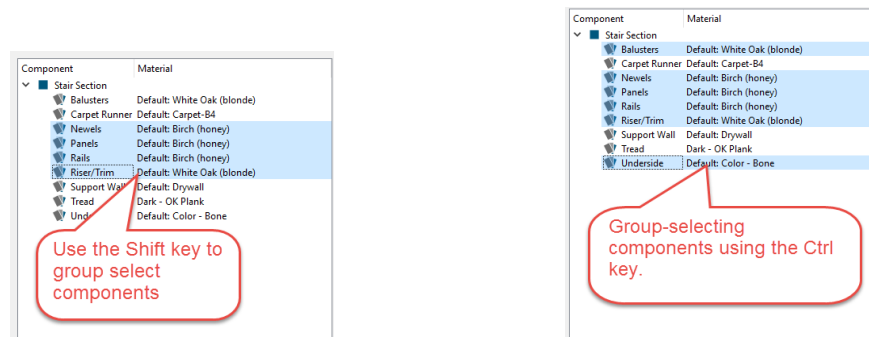 Component Material
Stair Section
Balusters Default: White Oak (blonde)
Carpet Runner Default: Carpet-B4
Newels Default: Birch (honey)
Panels Default: Birch (honey)
Rails Default: Birch (honey)
Riser/Trim Default: White Oak (blonde)
Support Wall Default: Drywall
Tread Dark - OK Plank
Und Default: Color - Bone
Use the Shift key to
group select
components
Component Material
Stair Section
Balusters Default: White Oak (blonde)
Carpet Runner Default: Carpet-B4
Newels Default: Birch (honey)
Panels Default: Birch (honey)
Rails Default: Birch (honey)
Riser/Trim Default: White Oak (blonde)
Support Wall Default: Drywall
Tread Dark - OK Plank
Underside Default: Color - Bone
Group-selecting
components using the Ctrl
key.